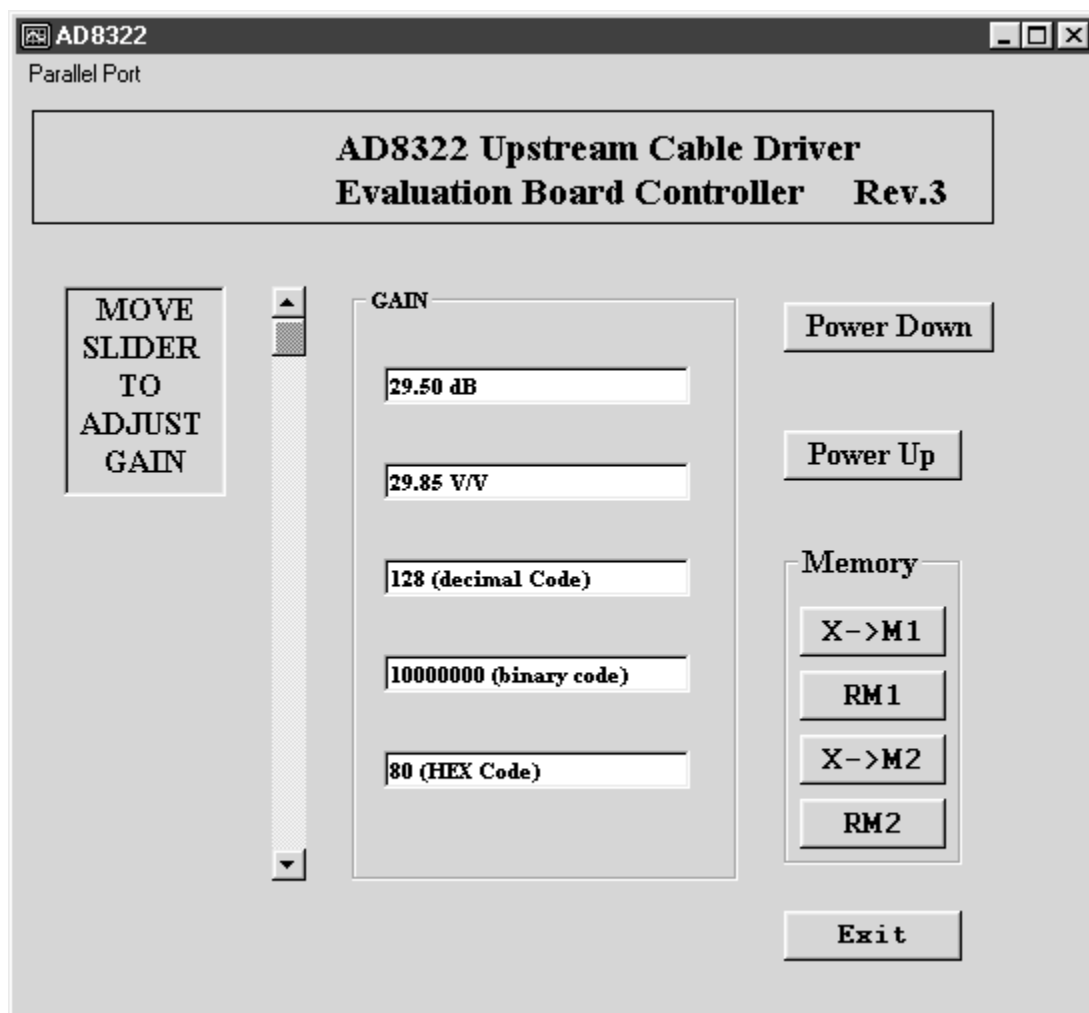 AD8322
Parallel Port
AD8322 Upstream Cable Driver
Evaluation Board Controller Rev.3
MOVE
SLIDER
TO
ADJUST
GAIN
GAIN
29.50 dB
29.85 V/V
128 (decimal Code)
10000000 (binary code)
80 (HEX Code)
Power Down
Power Up
Memory
X->M1
RM1
X->M2
RM2
Exit